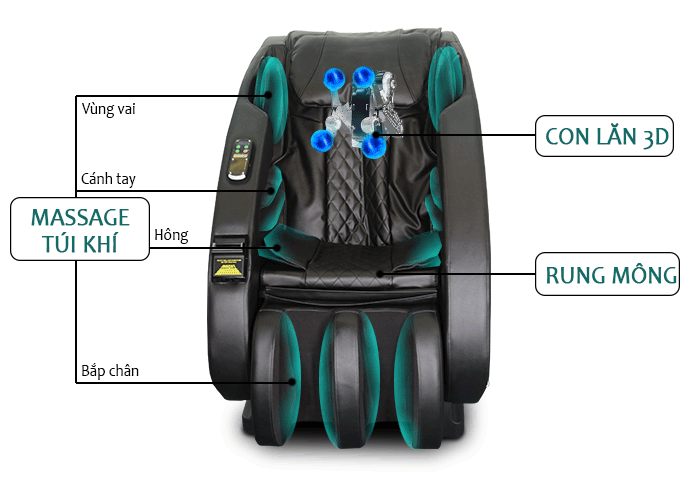 Vùng vai
CON LĂN 3D
Cánh tay
MASSAGE
TÚI KHÍ
Hông
RUNG MÔNG
Bắp chân